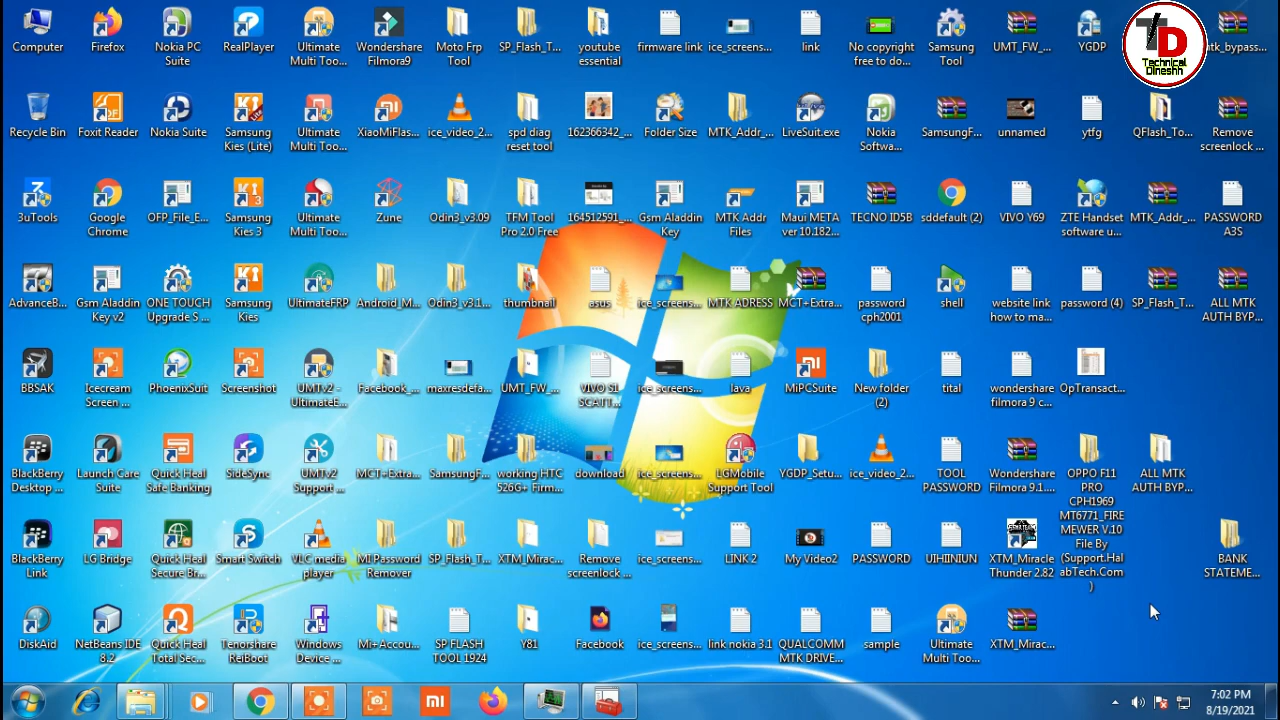 Computer
Firefox
Nokia PC
Suite
RealPlayer
Ultimate
Multi Too...
Wondershare
Filmora9
Moto Frp
Tool
SP_Flash_T...
youtube
essential
firmware link
ice_screens...
link
No copyright
free to do...
Samsung
Tool
UMT_FW_...
YGDP
TD
Technical
Dineshh
mtk_bypass...
Recycle Bin
Foxit Reader
Nokia Suite
Samsung
Kies (Lite)
Ultimate
Multi Too...
XiaoMiFlas...
ice_video_2...
spd diag
reset tool
162366342_...
Folder Size
MTK_Addr_...
LiveSuit.exe
Nokia
Softwa...
SamsungF...
unnamed
ytfg
QFlash_To...
Remove
screenlock ...
3uTools
Google
Chrome
OFP_File_E...
Samsung
Kies 3
Ultimate
Multi Too...
Zune
Odin3_v3.09
TFM Tool
Pro 2.0 Free
164512591_...
Gsm Aladdin
Key
MTK Addr
Files
Maui META
ver 10.182...
TECNO ID5B
sddefault (2)
VIVO Y69
ZTE Handset
software u...
MTK_Addr_...
PASSWORD
A3S
AdvanceB...
Gsm Aladdin
Key v2
ONE TOUCH
Upgrade S ...
Samsung
Kies
UltimateFRP
Android_M...
Odin3_v3.1...
thumbnail
asus
ice_screens...
MTK ADRESS
MCT+Extra...
password
cph2001
shell
website link
how to ma...
password (4)
SP_Flash_T...
ALL MTK
AUTH BYP...
BBSAK
Icecream
Screen ...
PhoenixSuit
Screenshot
UMTv2 -
UltimateE...
Facebook_...
maxresdefa...
UMT_FW_...
VIVO S1
SCATT...
ice_screens...
lava
MiPCSuite
New folder
(2)
tital
wondershare
filmora 9 c...
OpTransact...
BlackBerry
Desktop ...
Launch Care
Suite
Quick Heal
Safe Banking
SideSync
UMTv2
Support ...
MCT+Extra...
SamsungF...
working HTC
526G+ Firm...
download
ice_screens...
LGMobile
Support Tool
YGDP_Setu...
ice_video_2...
TOOL
PASSWORD
Wondershare
Filmora 9.1....
OPPO F11
PRO
CPH1969
MT6771_FIRE
MEWER V.10
File By
(Support.Hal
abTech.Com
)
ALL MTK
AUTH BYP...
BlackBerry
Link
LG Bridge
Quick Heal
Secure Br...
Smart Switch
VLC media
player
MI Password
Remover
SP_Flash_T...
XTM_Mirac...
Remove
screenlock ...
ice_screens...
LINK 2
My Video2
PASSWORD
UIHIINIUN
XTM_Miracle
Thunder 2.82
BANK
STATEME...
DiskAid
NetBeans IDE
8.2
Quick Heal
Total Sec...
Tenorshare
ReiBoot
Windows
Device ...
Mi+Accou...
SP FLASH
TOOL 1924
Y81
Facebook
ice_screens...
link nokia 3.1
QUALCOMM
MTK DRIVE...
sample
Ultimate
Multi Too...
XTM_Mirac...
7:02 PM
8/19/2021